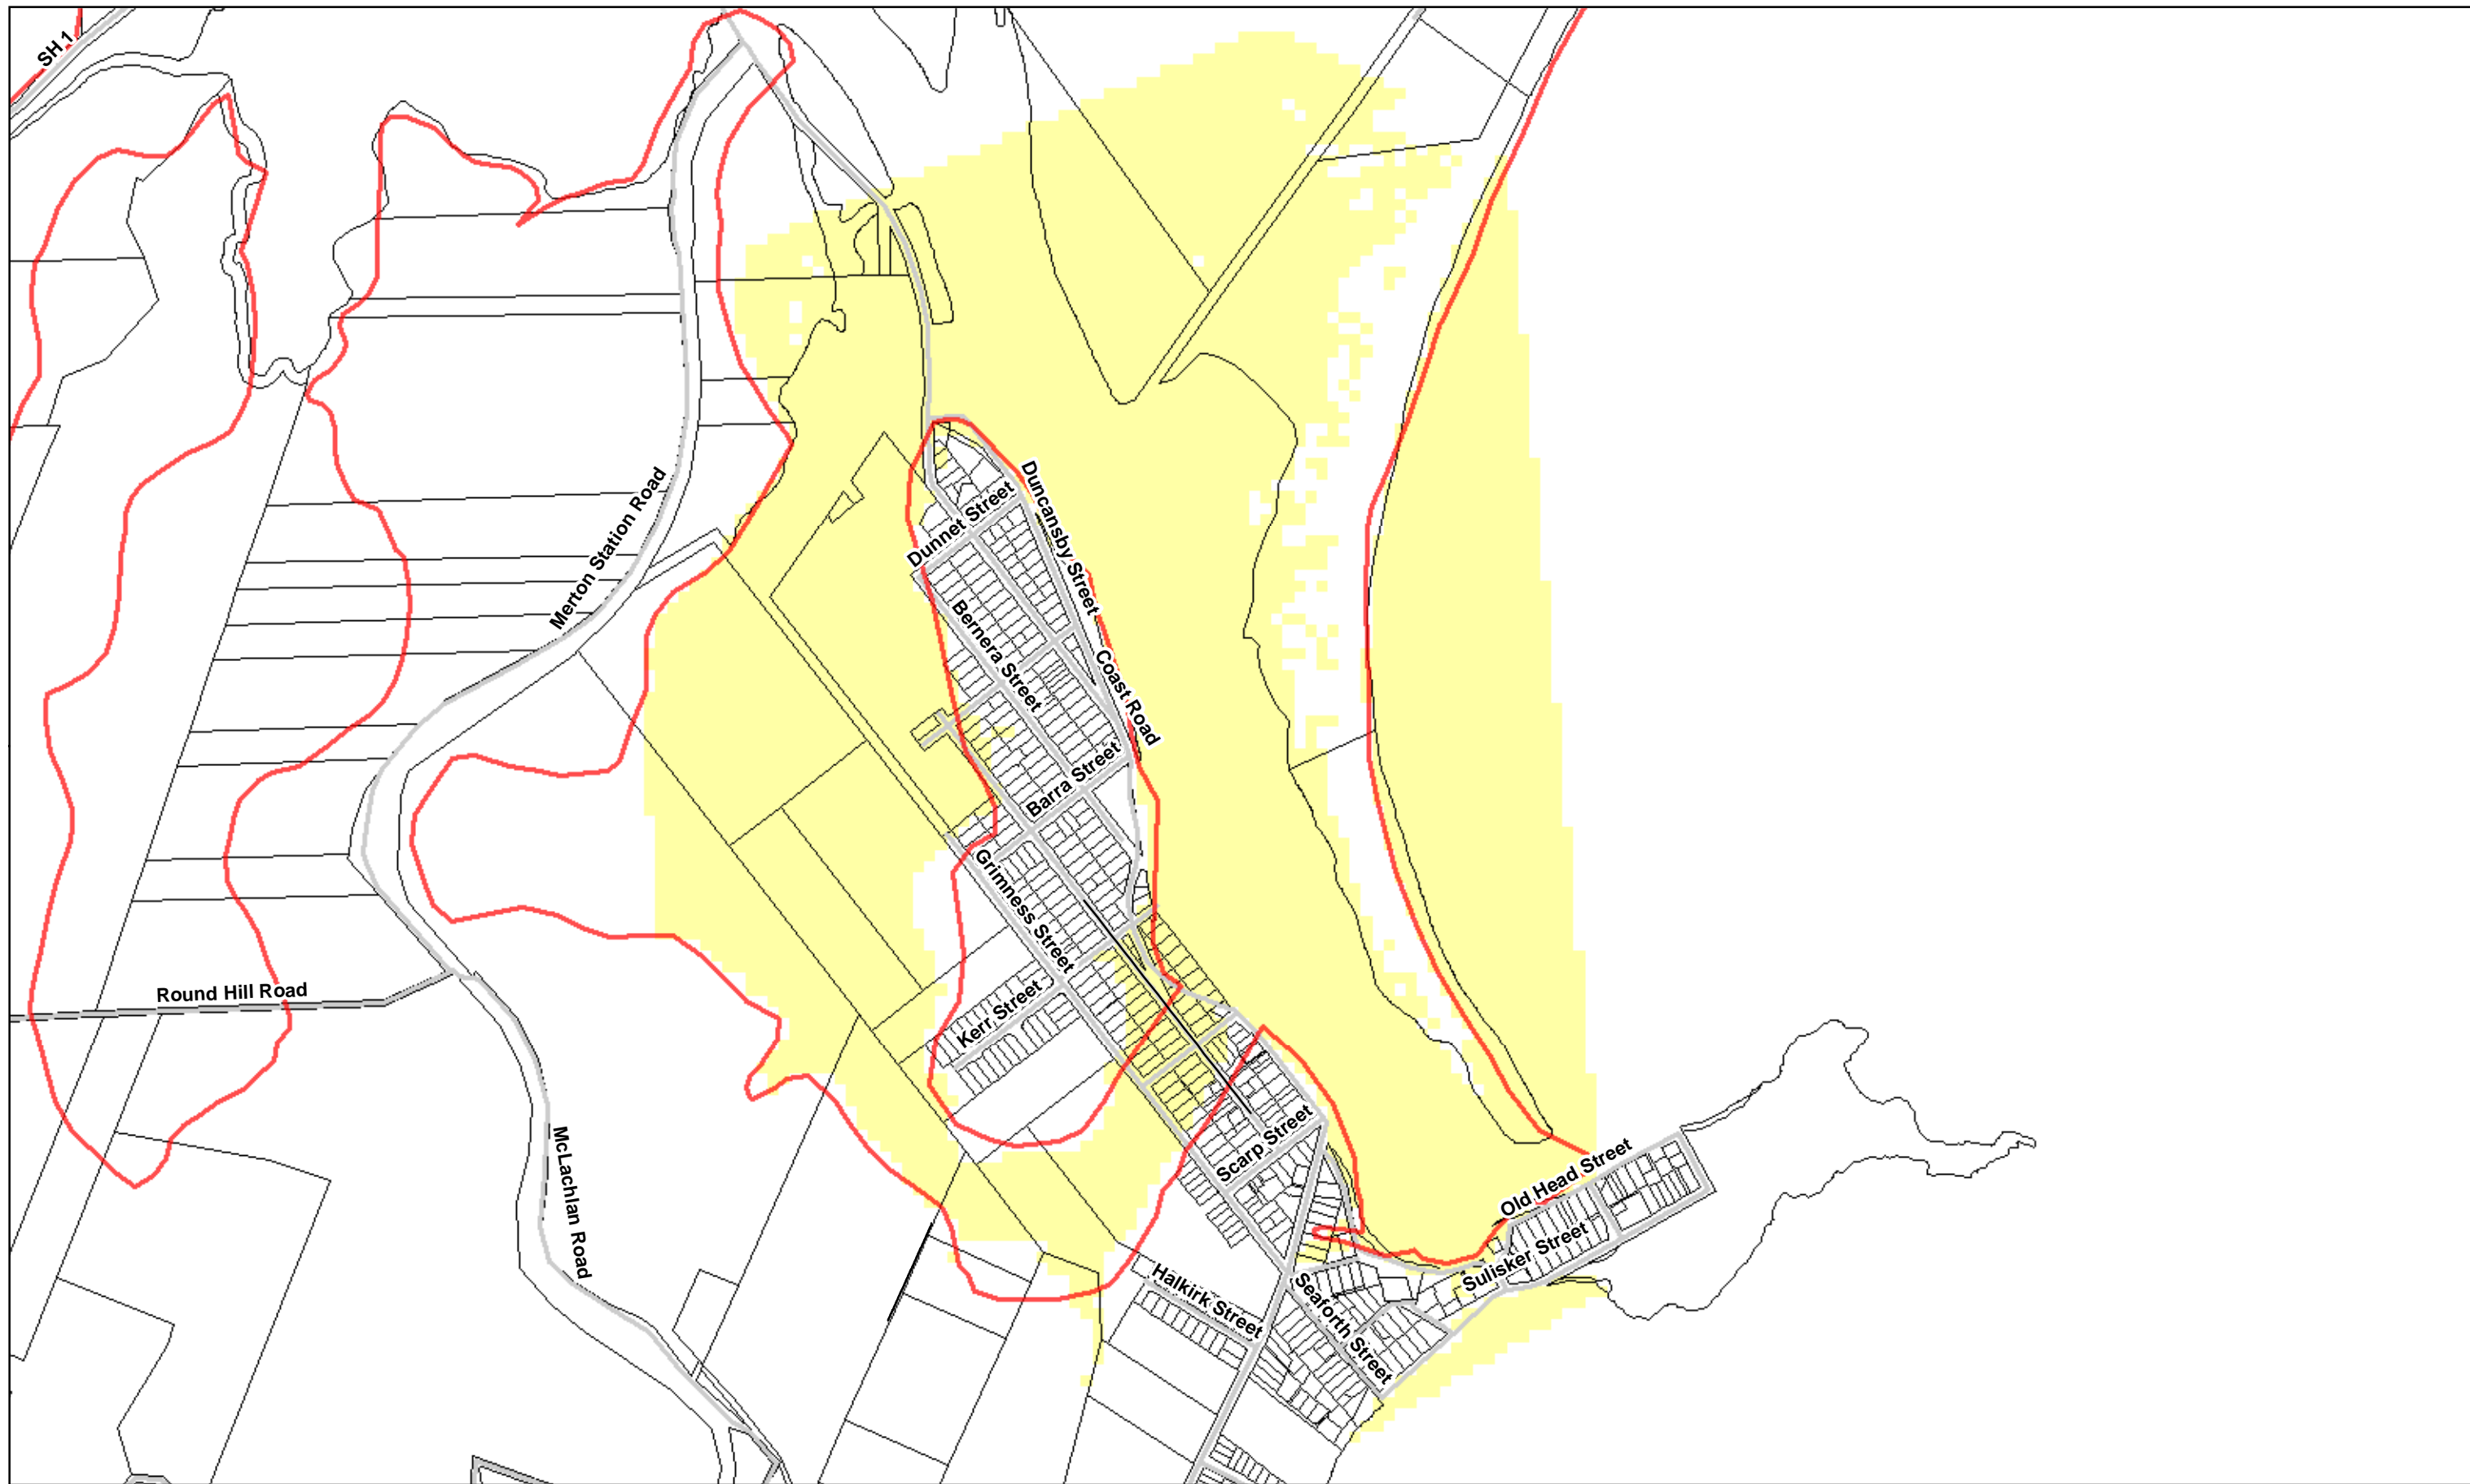 SH 1
Duncansby Street
Dunnet Street
Merton Station Road
Bernera Street
Coast Road
Barra Street
Grimness Street
Kerr Street
Round Hill Road
McLachlan Road
Scarp Street
Old Head Street
Sulisker Street
Halkirk Street
Seaforth Street